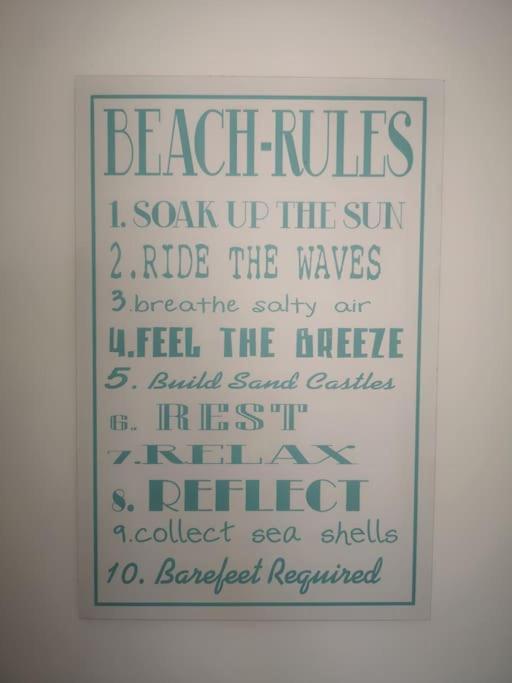 BEACH-RULES
1. SOAK UP THE SUN
2. RIDE THE WAVES
3. breathe salty air
4. FEEL THE BREEZE
5. Build Sand Castles
6. REST
7. RELAX
8. REFLECT
9. collect sea shells
10. Barefeet Required